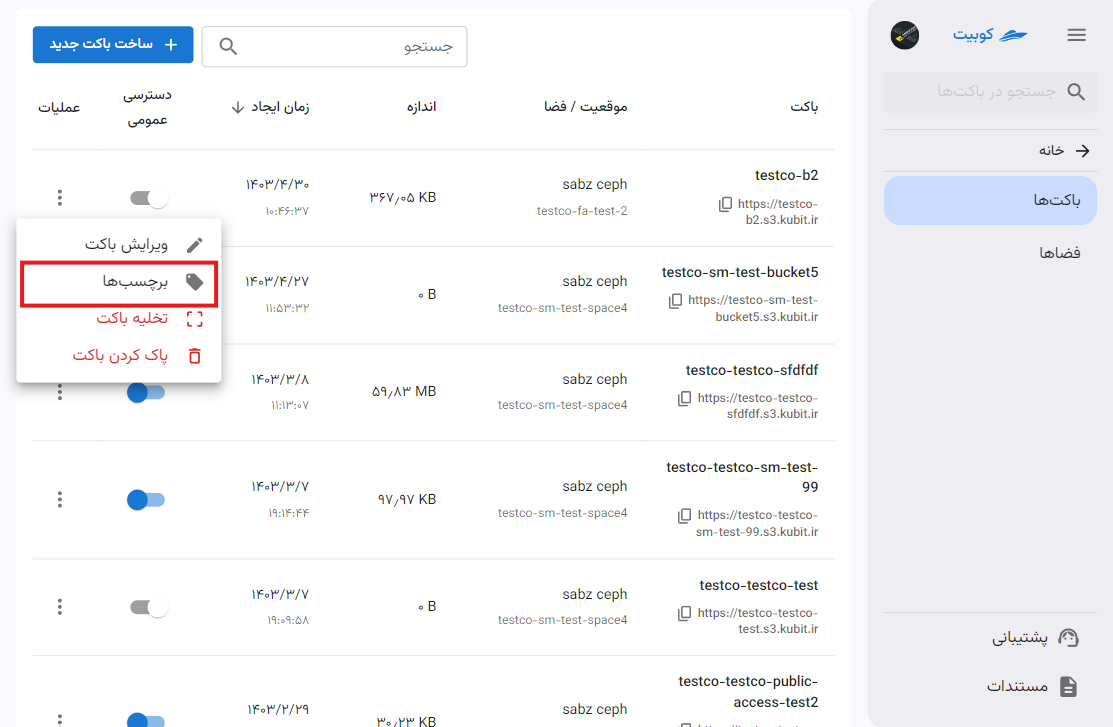 کوبیت
جستجو در باکت‌ها
خانه
باکت‌ها
فضاها
پشتیبانی
مستندات
جستجو
ساخت باکت جدید
باکت
موقعیت / فضا
اندازه
زمان ایجاد
دسترسی
عمومی
عملیات
testco-b2
https://testco-
b2.s3.kubit.ir
sabz ceph
testco-fa-test-2
۳۶۷٫۰۵ KB
۱۴۰۳/۴/۳۰
۱۰:۴۶:۳۷
ویرایش باکت
برچسب‌ها
تخلیه باکت
پاک کردن باکت
testco-sm-test-bucket5
https://testco-sm-test-
bucket5.s3.kubit.ir
sabz ceph
testco-sm-test-space4
۰ B
۱۴۰۳/۴/۲۷
۱۱:۵۳:۳۲
testco-testco-sfdfdf
https://testco-testco-
sfdfdf.s3.kubit.ir
sabz ceph
testco-sm-test-space4
۵۹٫۸۳ MB
۱۴۰۳/۳/۸
۱۱:۱۳:۰۷
testco-testco-sm-test-
99
https://testco-testco-
sm-test-99.s3.kubit.ir
sabz ceph
testco-sm-test-space4
۹۷٫۹۷ KB
۱۴۰۳/۳/۷
۱۹:۱۴:۴۴
testco-testco-test
https://testco-testco-
test.s3.kubit.ir
sabz ceph
testco-sm-test-space4
۰ B
۱۴۰۳/۳/۷
۱۹:۰۹:۵۸
testco-testco-public-
access-test2
sabz ceph
۳۰٫۲۳ KB
۱۴۰۳/۲/۲۹